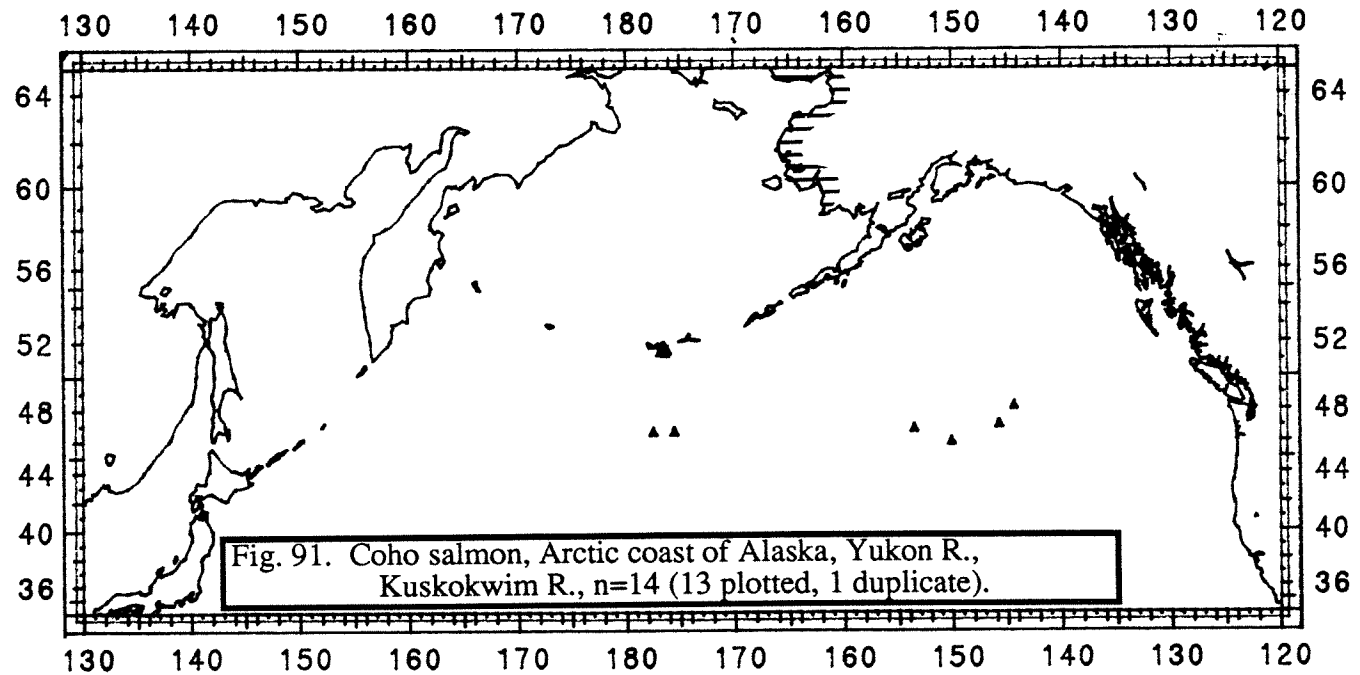 130 140 150 160 170 180 170 160 150 140 130 120
64 64
60 60
56 56
52 52
48 48
44 44
40 40
36 36
Fig. 91. Coho salmon, Arctic coast of Alaska, Yukon R.,
Kuskokwim R., n=14 (13 plotted, 1 duplicate).
130 140 150 160 170 180 170 160 150 140 130 120